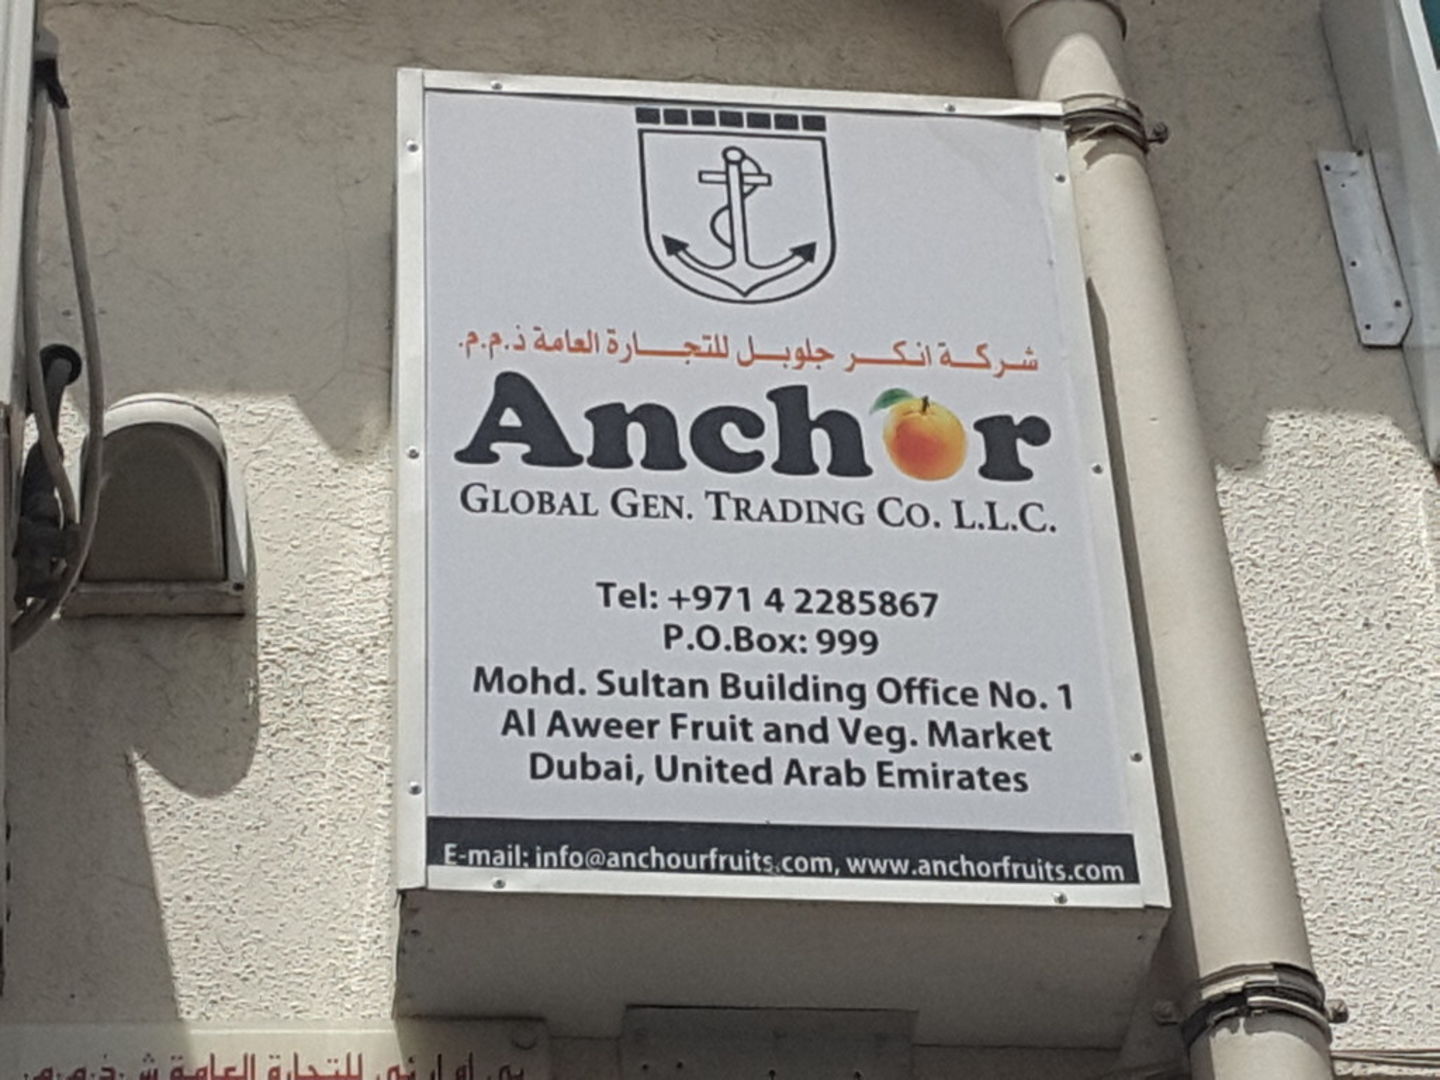 شركة انكر جلوبل للتجارة العامة ذ.م.م.
Anchor
GLOBAL GEN. TRADING CO. L.L.C.
Tel: +971 4 2285867
P.O.Box: 999
Mohd. Sultan Building Office No. 1
Al Aweer Fruit and Veg. Market
Dubai, United Arab Emirates
E-mail: info@anchourfruits.com, www.anchorfruits.com
للتجارة العامة ش.ذ.م.م.